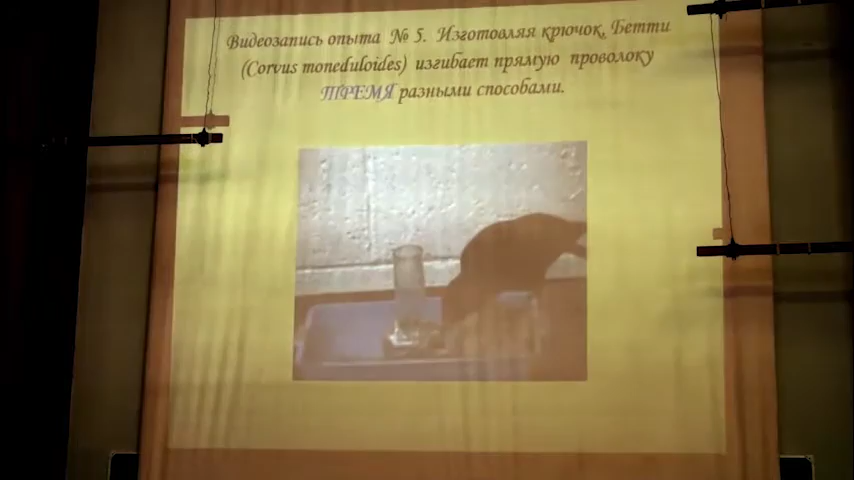 Видеозапись опыта № 5. Изготовляя крючок, Бетти
(Corvus moneduloides) изгибает прямую проволоку
ТРЕМЯ разными способами.